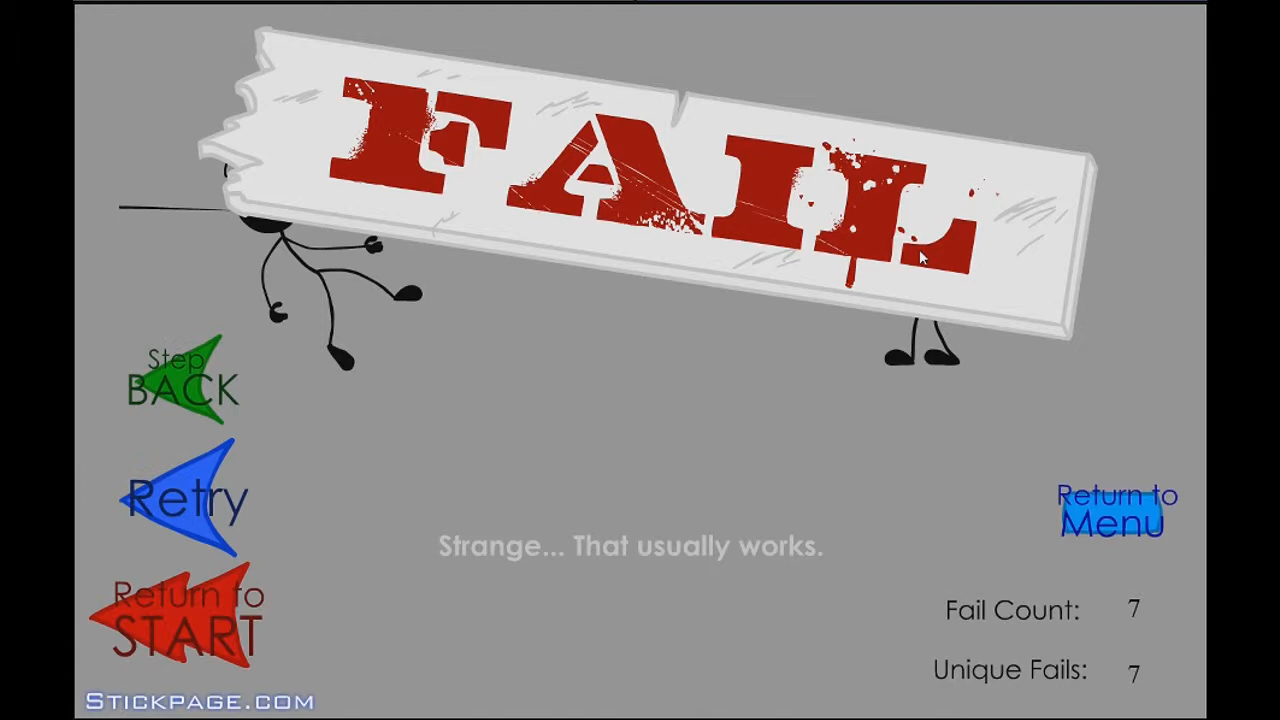 FAIL
Step
BACK
Retry
Return to
START
Strange... That usually works.
Return to
Menu
Fail Count: 7
Unique Fails: 7
STICKPAGE.COM